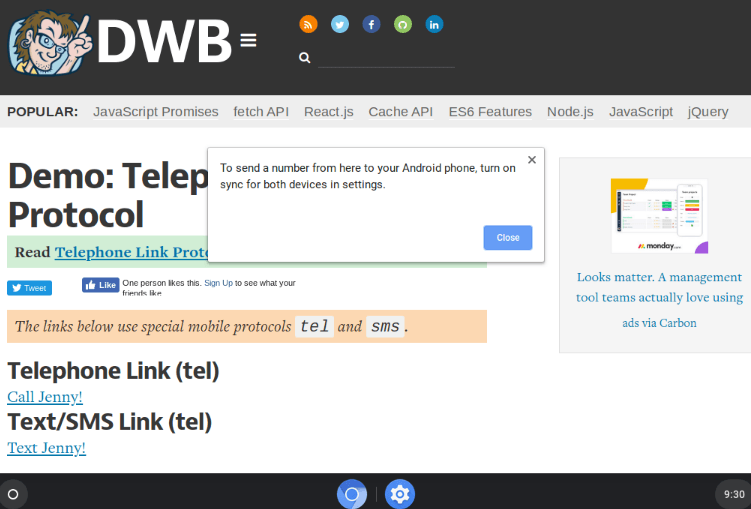 DWB
POPULAR: JavaScript Promises fetch API React.js Cache API ES6 Features Node.js JavaScript jQuery
To send a number from here to your Android phone, turn on
sync for both devices in settings.
Close
Demo: Telep
Protocol
Read Telephone Link Proto
Tweet
Like One person likes this. Sign Up to see what your
friends like
The links below use special mobile protocols tel and sms.
Telephone Link (tel)
Call Jenny!
Text/SMS Link (tel)
Text Jenny!
monday.com
Looks matter. A management
tool teams actually love using
ads via Carbon
9:30